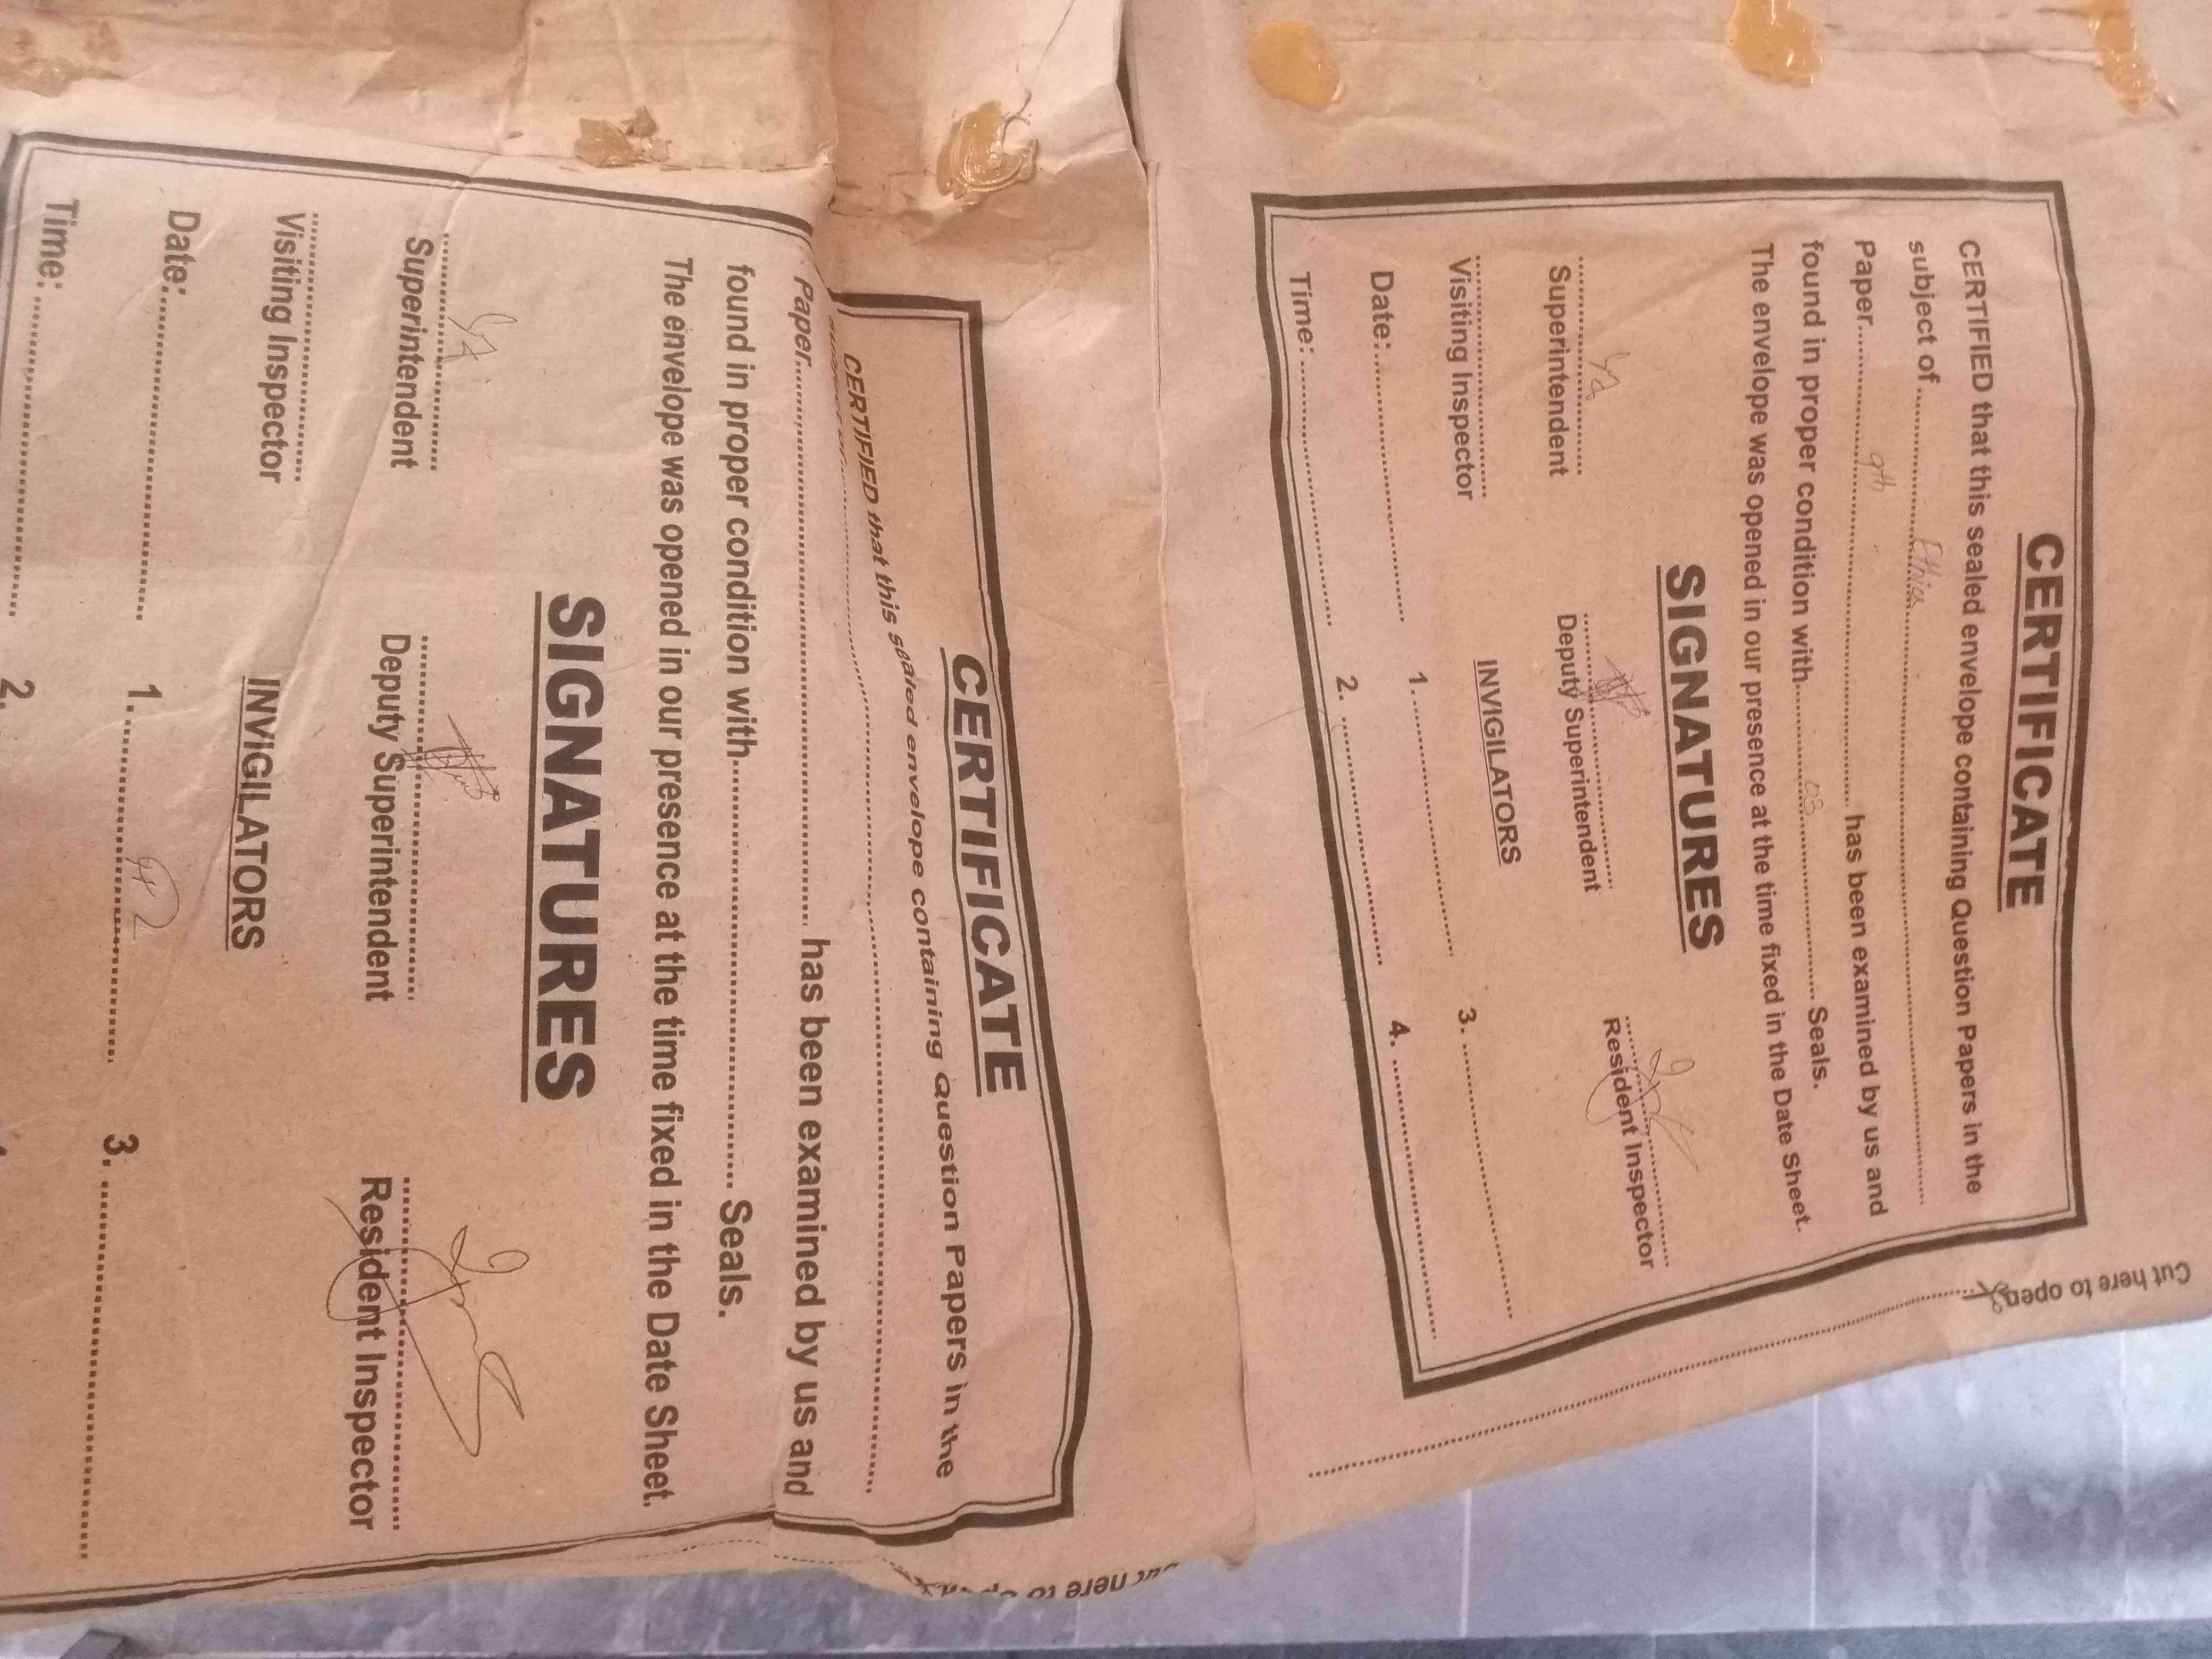 CERTIFICATE
CERTIFIED that this sealed envelope containing Question Papers in the
subject of ........ Ethics ........
Paper ........ 9th ........ has been examined by us and
found in proper condition with ........ 03 ........ Seals.
The envelope was opened in our presence at the time fixed in the Date Sheet.
SIGNATURES
Superintendent Deputy Superintendent Resident Inspector
Visiting Inspector INVIGILATORS
Date: ........ 1. ........ 3. ........
Time: ........ 2. ........ 4. ........
Cut here to open
CERTIFICATE
CERTIFIED that this sealed envelope containing Question Papers in the
Paper ........ has been examined by us and
found in proper condition with ........ Seals.
The envelope was opened in our presence at the time fixed in the Date Sheet.
SIGNATURES
Superintendent Deputy Superintendent Resident Inspector
Visiting Inspector INVIGILATORS
Date: ........ 1. ........ 3. ........
Time: ........ 2.
here to